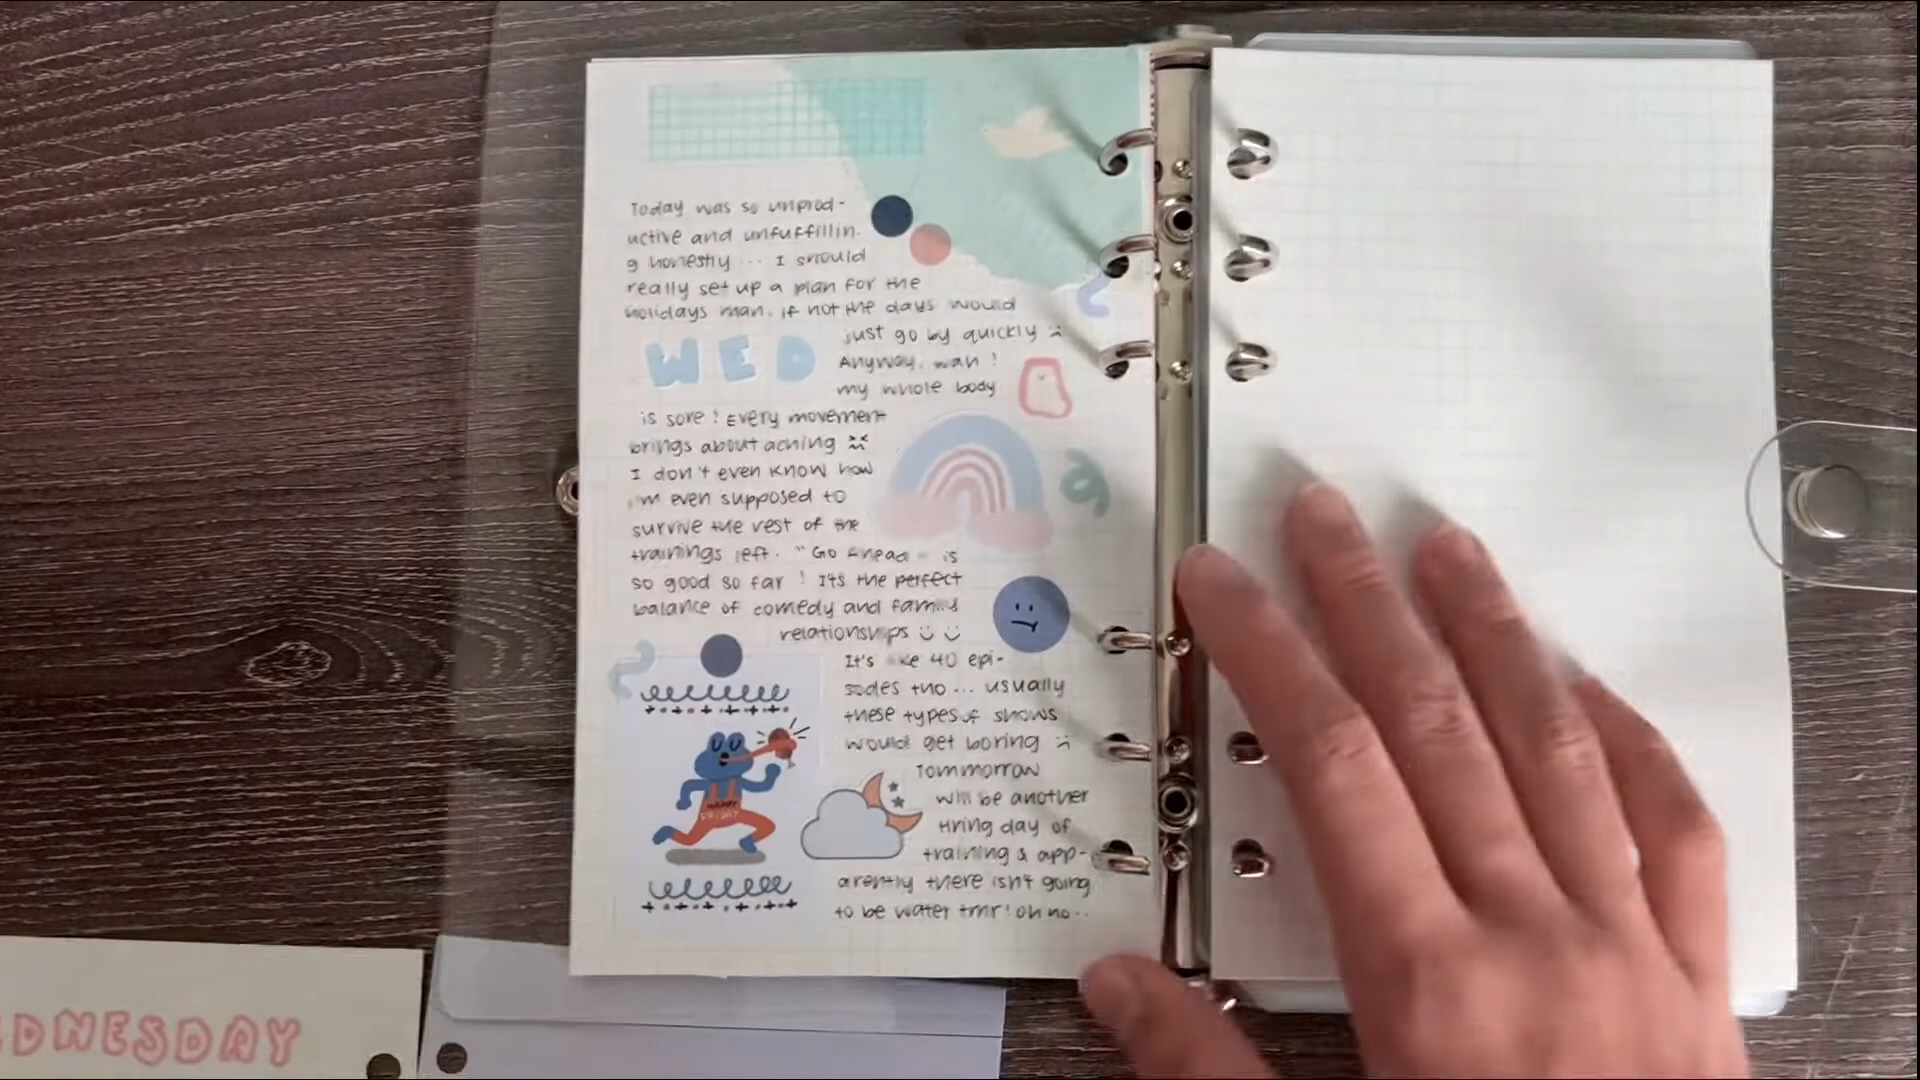 Today was so unprod-
uctive and unfuffillin.
g honestly ... I should
really set up a plan for the
holidays man. if not the days would
just go by quickly
WED
Anyway, wah !
my whole body
is sore ! Every movement
brings about aching
I don't even know how
i'm even supposed to
survive the rest of the
trainings left. "Go Ahead" is
so good so far ! It's the perfect
balance of comedy and family
relationships
It's like 40 epi-
sodes tho ... usually
these types of shows
would get boring
Tommorrow
will be another
tiring day of
training & app-
arently there isn't going
to be water tmr ! oh no..
HAPPY
FRIDAY
EDNESDAY